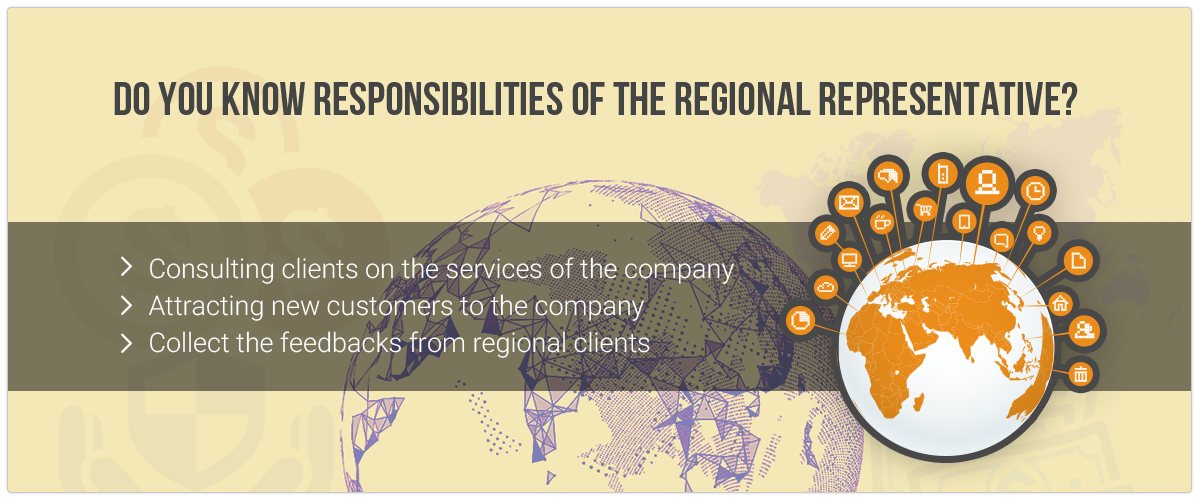 DO YOU KNOW RESPONSIBILITIES OF THE REGIONAL REPRESENTATIVE?
Consulting clients on the services of the company
Attracting new customers to the company
Collect the feedbacks from regional clients